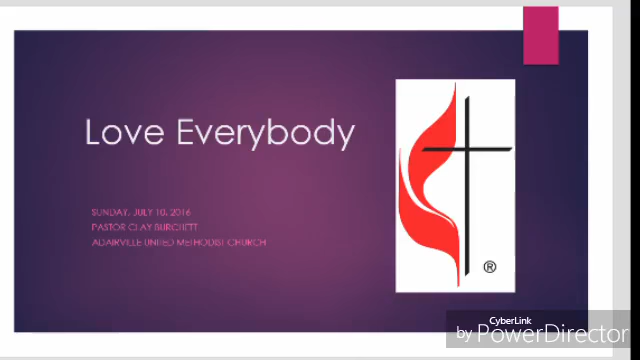 Love Everybody
SUNDAY, JULY 10, 2016
PASTOR CLAY BURCHETT
ADAIRVILLE UNITED METHODIST CHURCH
®
CyberLink
by PowerDirector